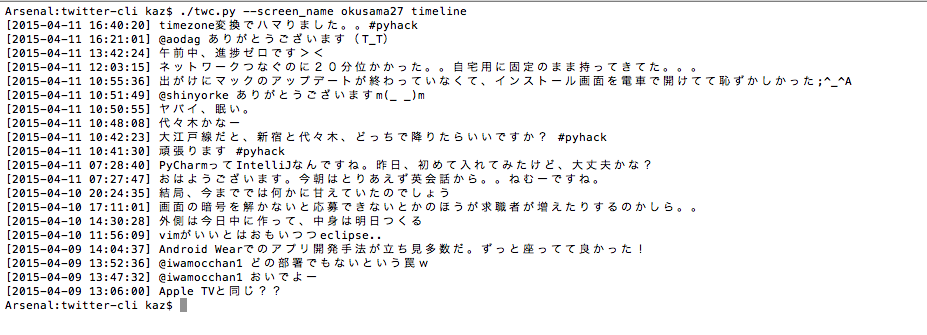 Arsenal:twitter-cli kaz$ ./twc.py --screen_name okusama27 timeline
[2015-04-11 16:40:20] timezone変換でハマりました。。#pyhack
[2015-04-11 16:21:01] @aodag ありがとうございます（T_T）
[2015-04-11 13:42:24] 午前中、進捗ゼロです＞＜
[2015-04-11 12:03:15] ネットワークつなぐのに２０分位かかった。。自宅用に固定のまま持ってきてた。。。
[2015-04-11 10:55:36] 出がけにマックのアップデートが終わっていなくて、インストール画面を電車で開けてて恥ずかしかった;^_^A
[2015-04-11 10:51:49] @shinyorke ありがとうございますm(_ _)m
[2015-04-11 10:50:55] ヤバイ、眠い。
[2015-04-11 10:48:08] 代々木かなー
[2015-04-11 10:42:23] 大江戸線だと、新宿と代々木、どっちで降りたらいいですか？ #pyhack
[2015-04-11 10:41:30] 頑張ります #pyhack
[2015-04-11 07:28:40] PyCharmってIntelliJなんですね。昨日、初めて入れてみたけど、大丈夫かな？
[2015-04-11 07:27:47] おはようございます。今朝はとりあえず英会話から。。ねむーですね。
[2015-04-10 20:24:35] 結局、今まででは何かに甘えていたのでしょう
[2015-04-10 17:11:01] 画面の暗号を解かないと応募できないとかのほうが求職者が増えたりするのかしら。。
[2015-04-10 14:30:28] 外側は今日中に作って、中身は明日つくる
[2015-04-10 11:56:09] vimがいいとはおもいつつeclipse..
[2015-04-09 14:04:37] Android Wearでのアプリ開発手法が立ち見多数だ。ずっと座ってて良かった！
[2015-04-09 13:52:36] @iwamocchan1 どの部署でもないという罠ｗ
[2015-04-09 13:47:32] @iwamocchan1 おいでよー
[2015-04-09 13:06:00] Apple TVと同じ？？
Arsenal:twitter-cli kaz$